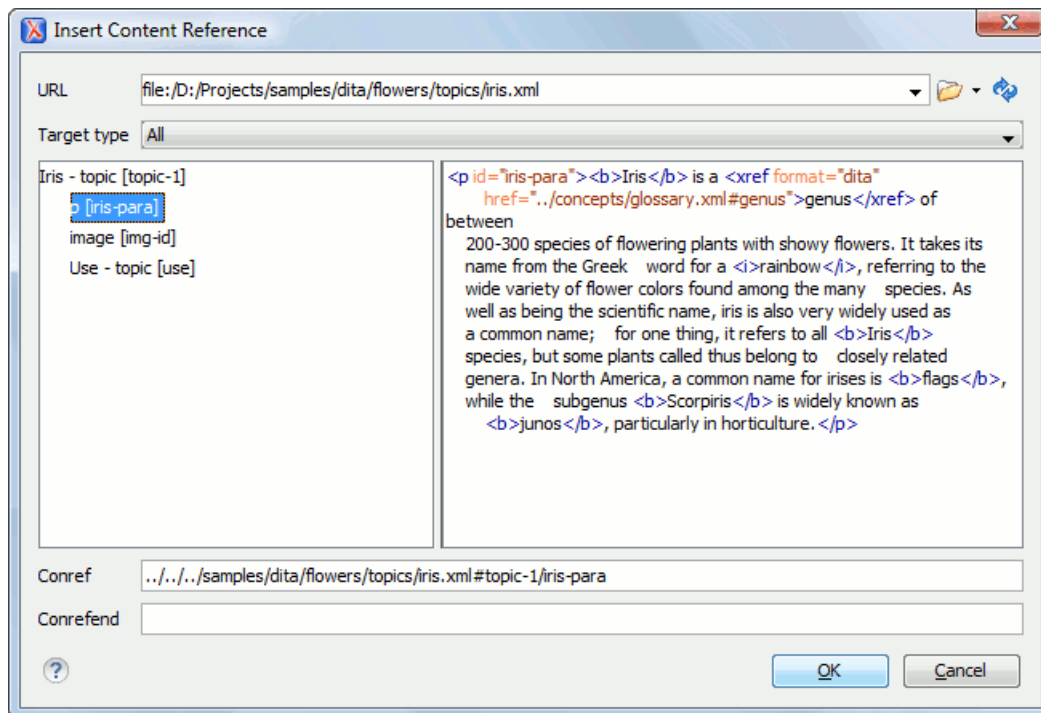 Insert Content Reference
URL
file:/D:/Projects/samples/dita/flowers/topics/iris.xml
Target type
All
Iris - topic [topic-1]
p [iris-para]
image [img-id]
Use - topic [use]
<p id="iris-para"><b>Iris</b> is a <xref format="dita"
href="../concepts/glossary.xml#genus">genus</xref> of
between
200-300 species of flowering plants with showy flowers. It takes its
name from the Greek word for a <i>rainbow</i>, referring to the
wide variety of flower colors found among the many species. As
well as being the scientific name, iris is also very widely used as
a common name; for one thing, it refers to all <b>Iris</b>
species, but some plants called thus belong to closely related
genera. In North America, a common name for irises is <b>flags</b>,
while the subgenus <b>Scorpiris</b> is widely known as
<b>junos</b>, particularly in horticulture.</p>
Conref
../../../samples/dita/flowers/topics/iris.xml#topic-1/iris-para
Conrefend
?
OK
Cancel